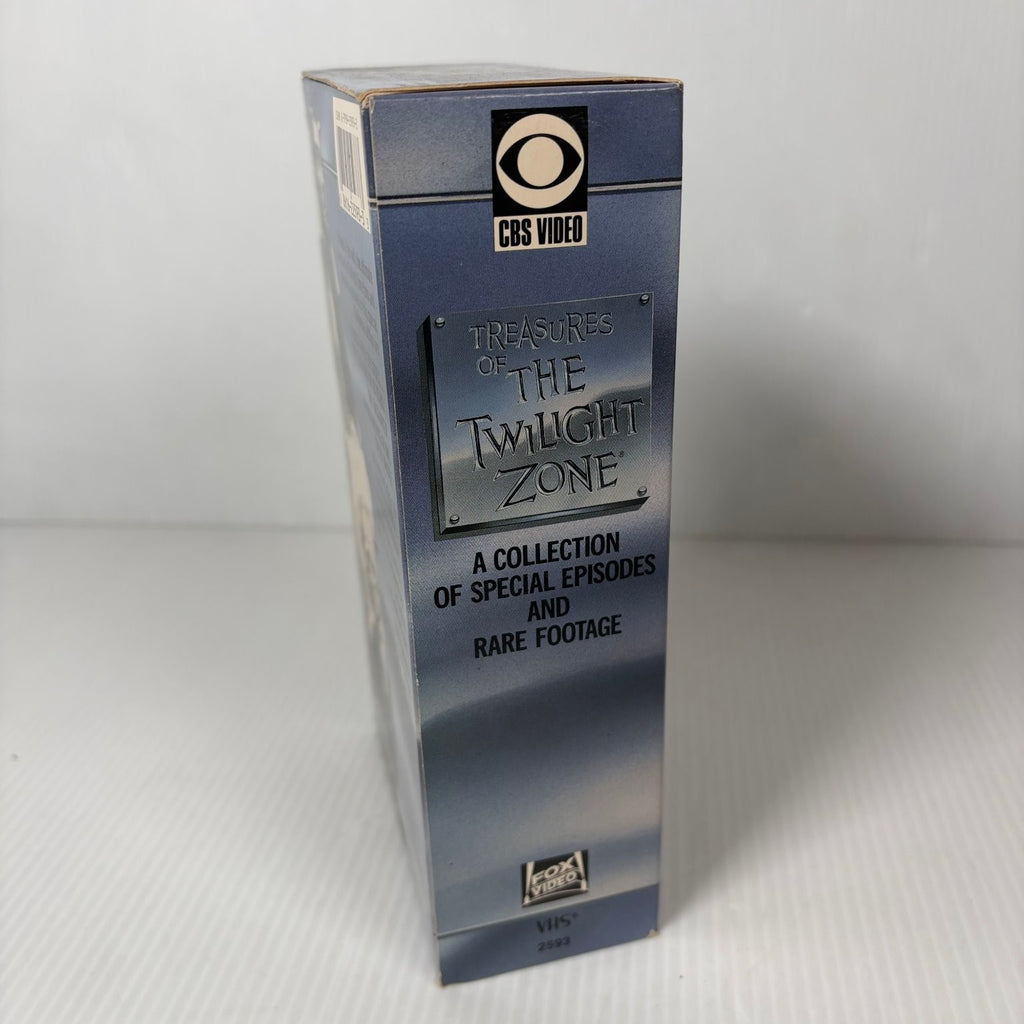 CBS VIDEO
TREASURES
OF THE
TWILIGHT
ZONE®
A COLLECTION
OF SPECIAL EPISODES
AND
RARE FOOTAGE
FOX
VIDEO
VHS®
2593